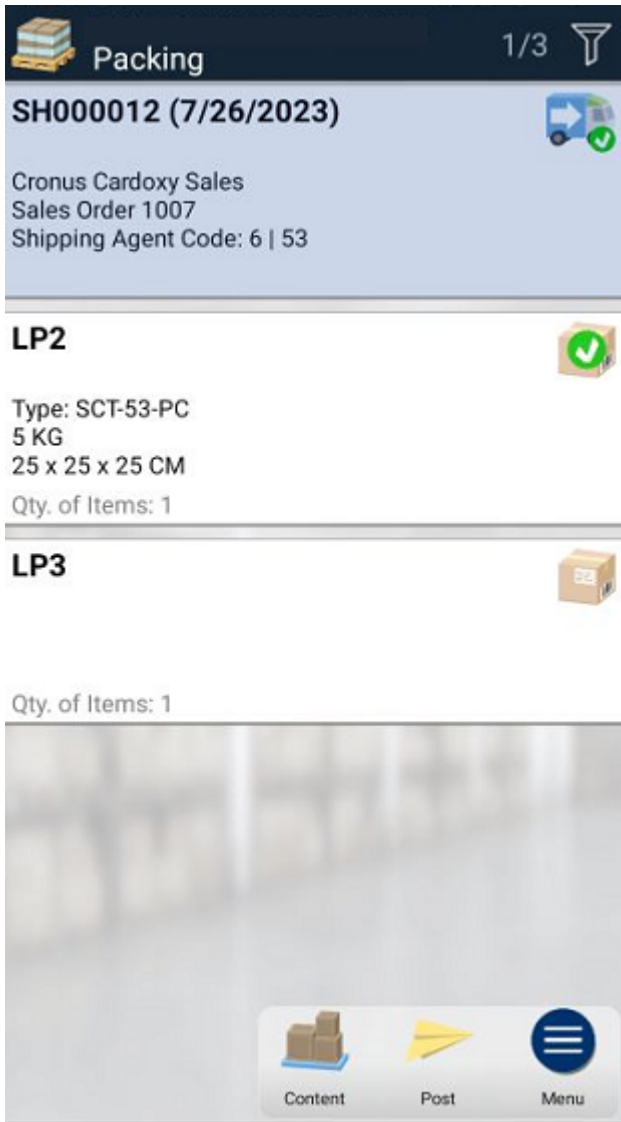 Packing
1/3
SH000012 (7/26/2023)
Cronus Cardoxy Sales
Sales Order 1007
Shipping Agent Code: 6 | 53
LP2
Type: SCT-53-PC
5 KG
25 x 25 x 25 CM
Qty. of Items: 1
LP3
Qty. of Items: 1
Content
Post
Menu